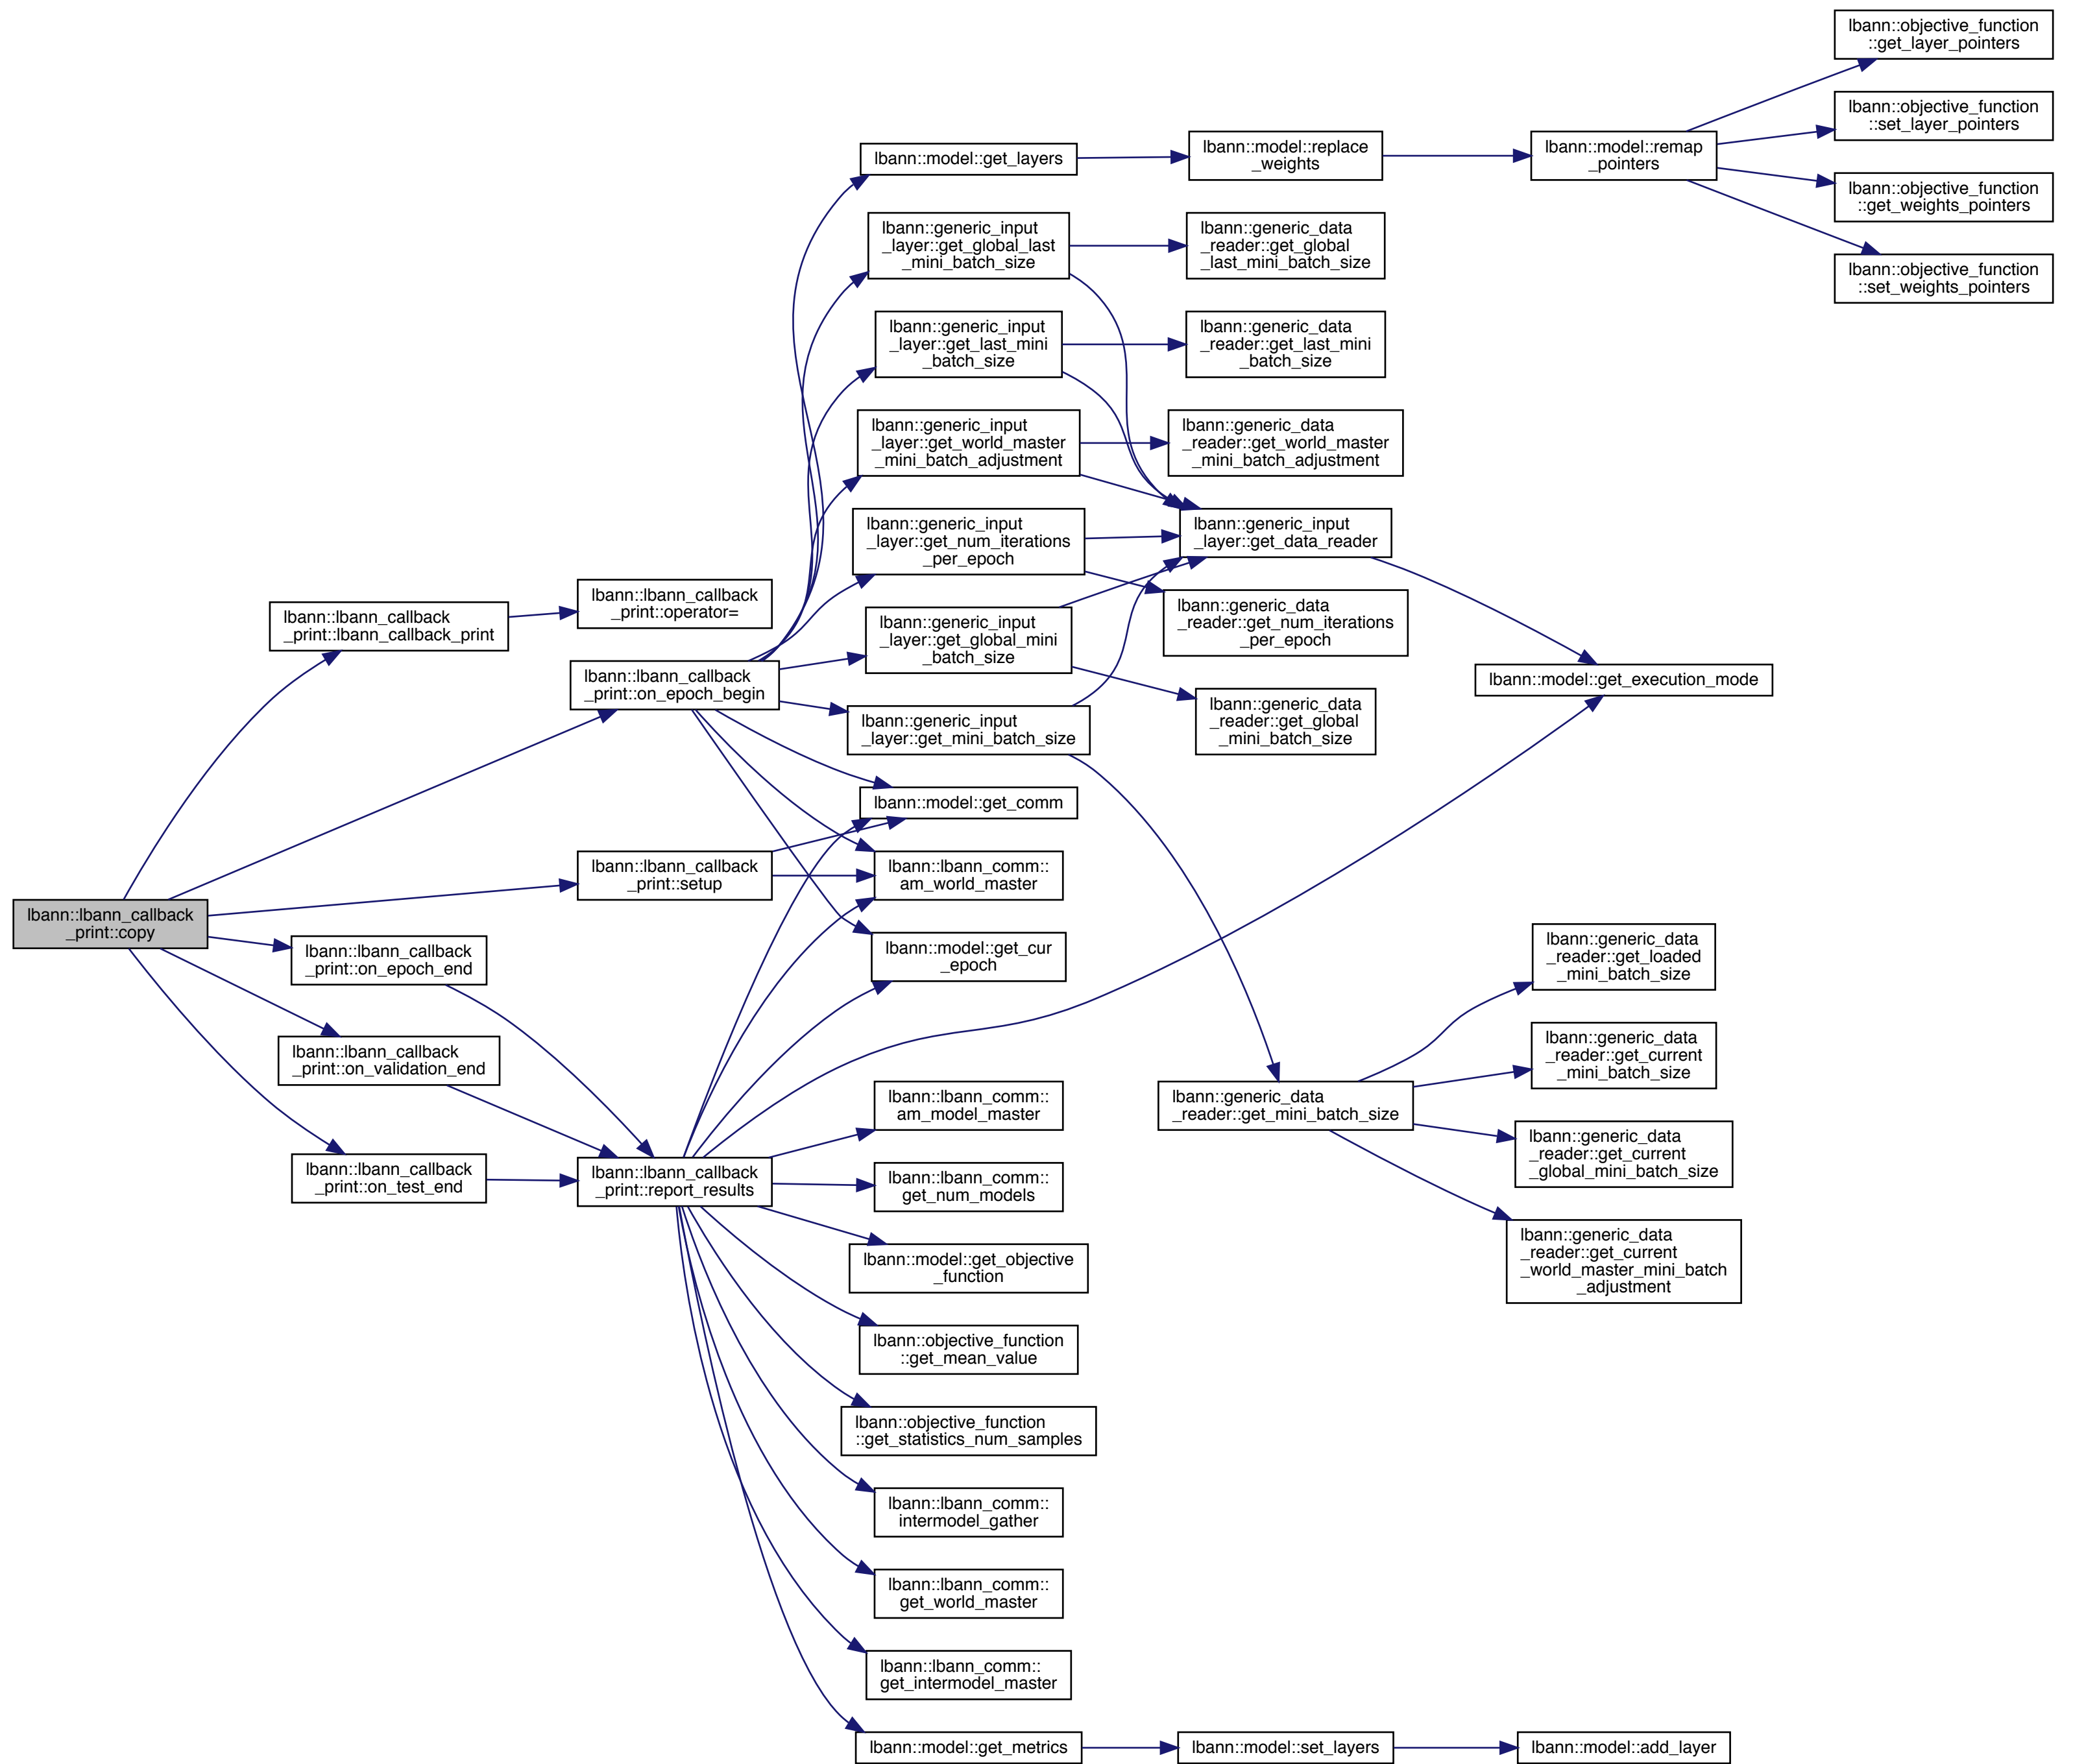 lbann::objective_function
::get_layer_pointers
lbann::objective_function
::set_layer_pointers
lbann::model::get_layers
lbann::model::replace
_weights
lbann::model::remap
_pointers
lbann::objective_function
::get_weights_pointers
lbann::generic_input
_layer::get_global_last
_mini_batch_size
lbann::generic_data
_reader::get_global
_last_mini_batch_size
lbann::objective_function
::set_weights_pointers
lbann::generic_input
_layer::get_last_mini
_batch_size
lbann::generic_data
_reader::get_last_mini
_batch_size
lbann::generic_input
_layer::get_world_master
_mini_batch_adjustment
lbann::generic_data
_reader::get_world_master
_mini_batch_adjustment
lbann::generic_input
_layer::get_num_iterations
_per_epoch
lbann::generic_input
_layer::get_data_reader
lbann::lbann_callback
_print::lbann_callback_print
lbann::lbann_callback
_print::operator=
lbann::generic_input
_layer::get_global_mini
_batch_size
lbann::generic_data
_reader::get_num_iterations
_per_epoch
lbann::lbann_callback
_print::on_epoch_begin
lbann::model::get_execution_mode
lbann::generic_input
_layer::get_mini_batch_size
lbann::generic_data
_reader::get_global
_mini_batch_size
lbann::model::get_comm
lbann::lbann_callback
_print::setup
lbann::lbann_comm::
am_world_master
lbann::lbann_callback
_print::copy
lbann::lbann_callback
_print::on_epoch_end
lbann::model::get_cur
_epoch
lbann::generic_data
_reader::get_loaded
_mini_batch_size
lbann::lbann_callback
_print::on_validation_end
lbann::generic_data
_reader::get_current
_mini_batch_size
lbann::lbann_comm::
am_model_master
lbann::generic_data
_reader::get_mini_batch_size
lbann::generic_data
_reader::get_current
_global_mini_batch_size
lbann::lbann_callback
_print::on_test_end
lbann::lbann_callback
_print::report_results
lbann::lbann_comm::
get_num_models
lbann::model::get_objective
_function
lbann::generic_data
_reader::get_current
_world_master_mini_batch
_adjustment
lbann::objective_function
::get_mean_value
lbann::objective_function
::get_statistics_num_samples
lbann::lbann_comm::
intermodel_gather
lbann::lbann_comm::
get_world_master
lbann::lbann_comm::
get_intermodel_master
lbann::model::get_metrics
lbann::model::set_layers
lbann::model::add_layer